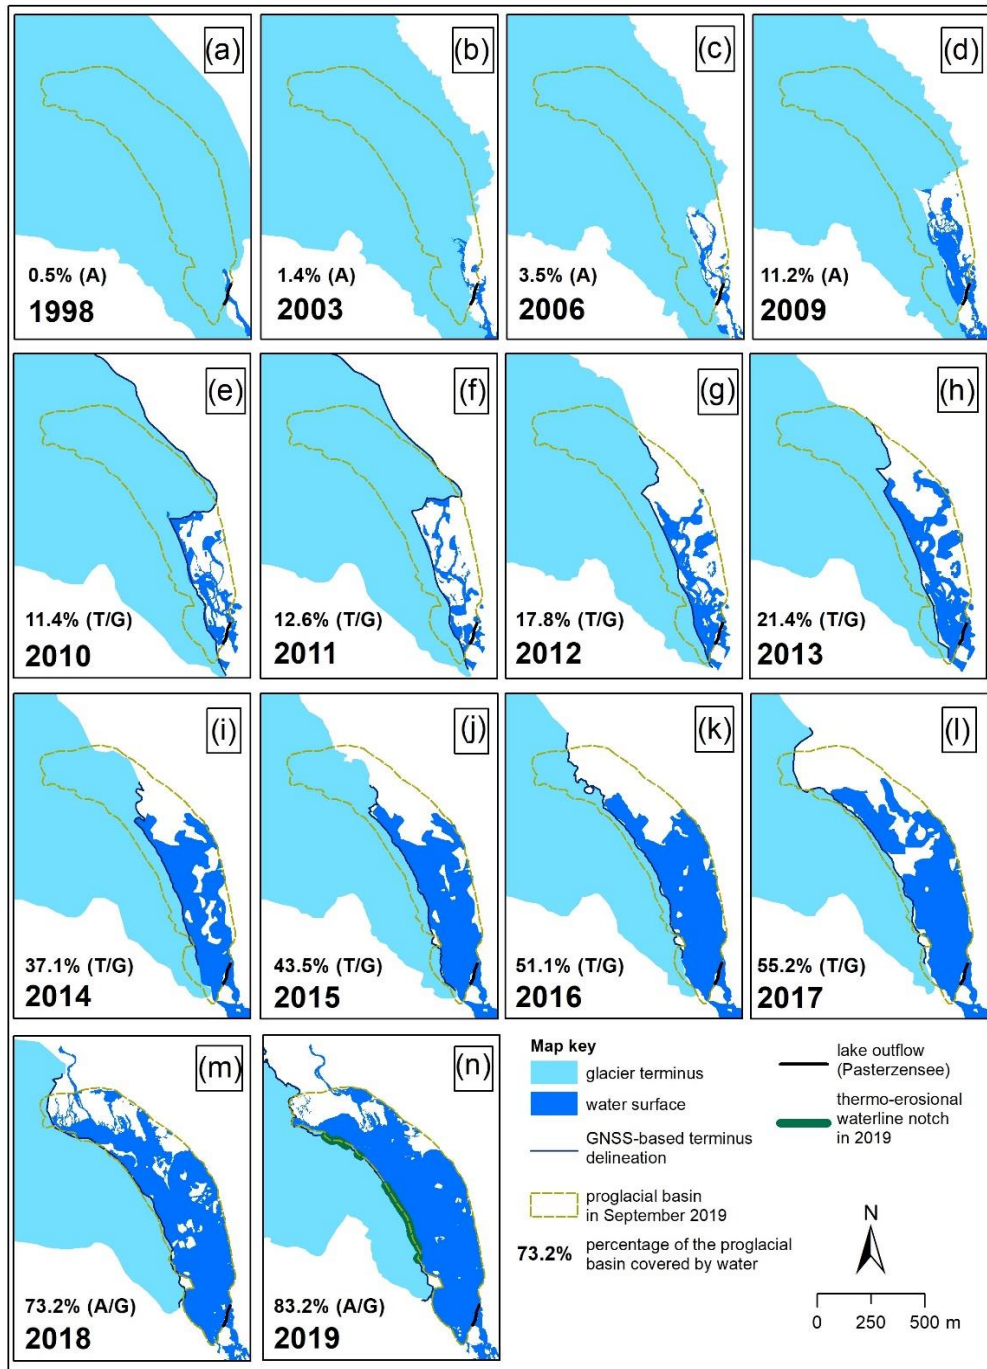 (a)
0.5% (A)
1998
(b)
1.4% (A)
2003
(c)
3.5% (A)
2006
(d)
11.2% (A)
2009
(e)
11.4% (T/G)
2010
(f)
12.6% (T/G)
2011
(g)
17.8% (T/G)
2012
(h)
21.4% (T/G)
2013
(i)
37.1% (T/G)
2014
(j)
43.5% (T/G)
2015
(k)
51.1% (T/G)
2016
(l)
55.2% (T/G)
2017
(m)
73.2% (A/G)
2018
(n)
83.2% (A/G)
2019
Map key
glacier terminus
water surface
GNSS-based terminus
delineation
proglacial basin
in September 2019
73.2% percentage of the proglacial
basin covered by water
lake outflow
(Pasterzensee)
thermo-erosional
waterline notch
in 2019
N
0 250 500 m